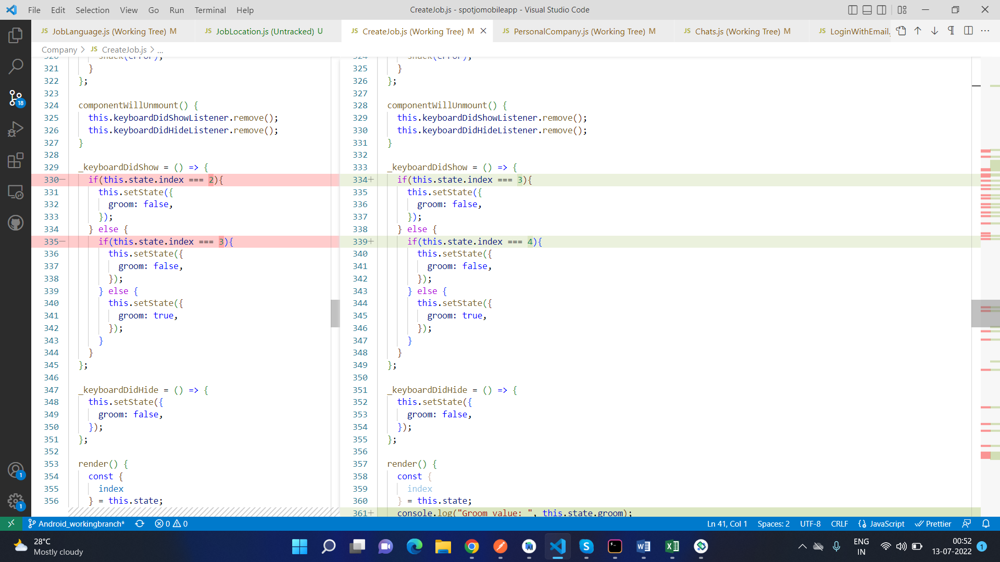 File Edit Selection View Go Run Terminal Help
CreateJob.js - spotjomobileapp - Visual Studio Code
JS JobLanguage.js (Working Tree) M
JS JobLocation.js (Untracked) U
JS CreateJob.js (Working Tree) M
JS PersonalCompany.js (Working Tree) M
JS Chats.js (Working Tree) M
JS LoginWithEmail.
Company > JS CreateJob.js > ...
321 }
322 };
323
324 componentWillUnmount() {
325 this.keyboardDidShowListener.remove();
326 this.keyboardDidHideListener.remove();
327 }
328
329 _keyboardDidShow = () => {
330— if(this.state.index === 2){
331 this.setState({
332 groom: false,
333 });
334 } else {
335— if(this.state.index === 3){
336 this.setState({
337 groom: false,
338 });
339 } else {
340 this.setState({
341 groom: true,
342 });
343 }
344 }
345 };
346
347 _keyboardDidHide = () => {
348 this.setState({
349 groom: false,
350 });
351 };
352
353 render() {
354 const {
355 index
356 } = this.state;
325 }
326 };
327
328 componentWillUnmount() {
329 this.keyboardDidShowListener.remove();
330 this.keyboardDidHideListener.remove();
331 }
332
333 _keyboardDidShow = () => {
334+ if(this.state.index === 3){
335 this.setState({
336 groom: false,
337 });
338 } else {
339+ if(this.state.index === 4){
340 this.setState({
341 groom: false,
342 });
343 } else {
344 this.setState({
345 groom: true,
346 });
347 }
348 }
349 };
350
351 _keyboardDidHide = () => {
352 this.setState({
353 groom: false,
354 });
355 };
356
357 render() {
358 const {
359 index
360 } = this.state;
361+ console.log("Groom value: ", this.state.groom);
18
1
1
Android_workingbranch* 0 0
Ln 41, Col 1 Spaces: 2 UTF-8 CRLF JavaScript Prettier
28°C
Mostly cloudy
ENG
IN
00:52
13-07-2022
1